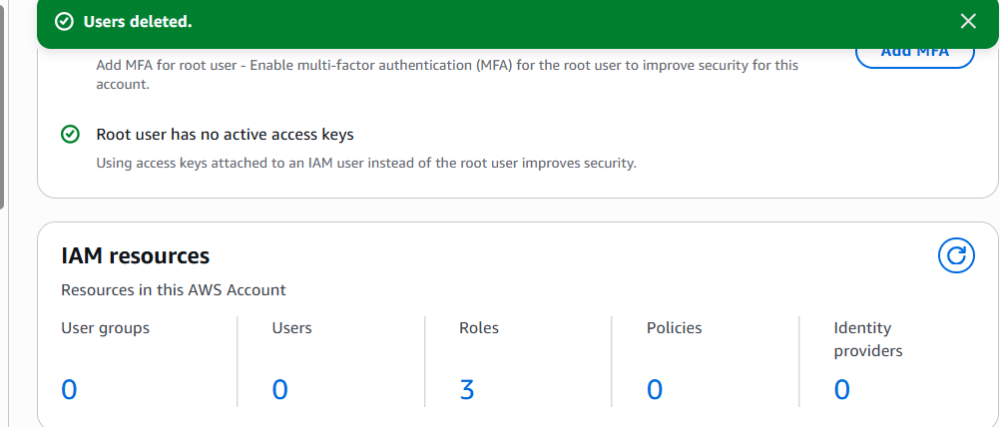 Users deleted.
Add MFA
Add MFA for root user - Enable multi-factor authentication (MFA) for the root user to improve security for this
account.
Root user has no active access keys
Using access keys attached to an IAM user instead of the root user improves security.
IAM resources
Resources in this AWS Account
User groups
Users
Roles
Policies
Identity
providers
0
0
3
0
0